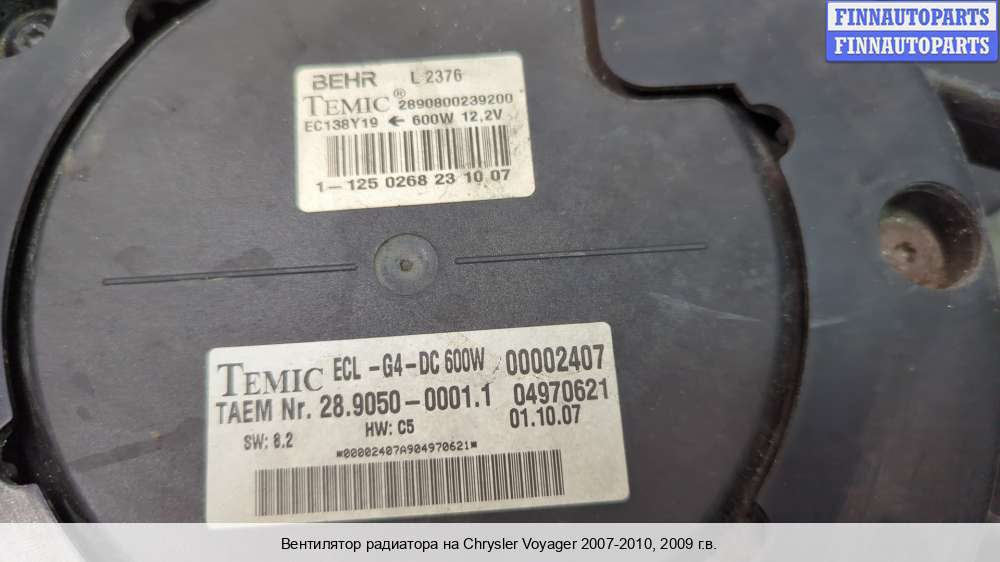 FINNAUTOPARTS
FINNAUTOPARTS
BEHR L 2376
TEMIC® 2890800239200
EC138Y19 ← 600W 12,2V
1-125 0268 23 10 07
TEMIC ECL -G4-DC 600W 00002407
TAEM Nr. 28.9050-0001.1 04970621
SW: 8.2 HW: C5 01.10.07
*00002407A904970621*
Вентилятор радиатора на Chrysler Voyager 2007-2010, 2009 г.в.